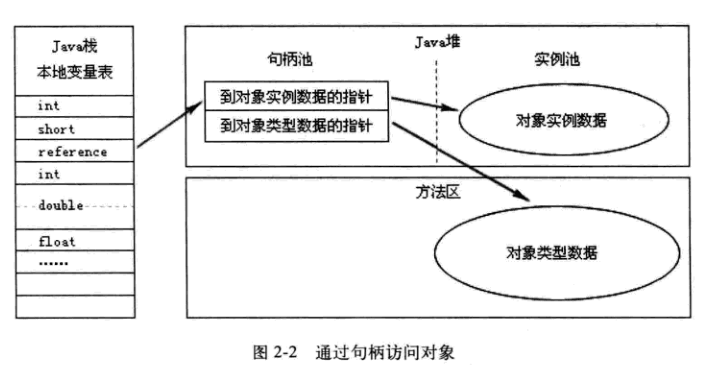 Java栈
本地变量表
int
short
reference
int
double
float
……
Java堆
句柄池
实例池
到对象实例数据的指针
到对象类型数据的指针
对象实例数据
方法区
对象类型数据
图 2-2 通过句柄访问对象